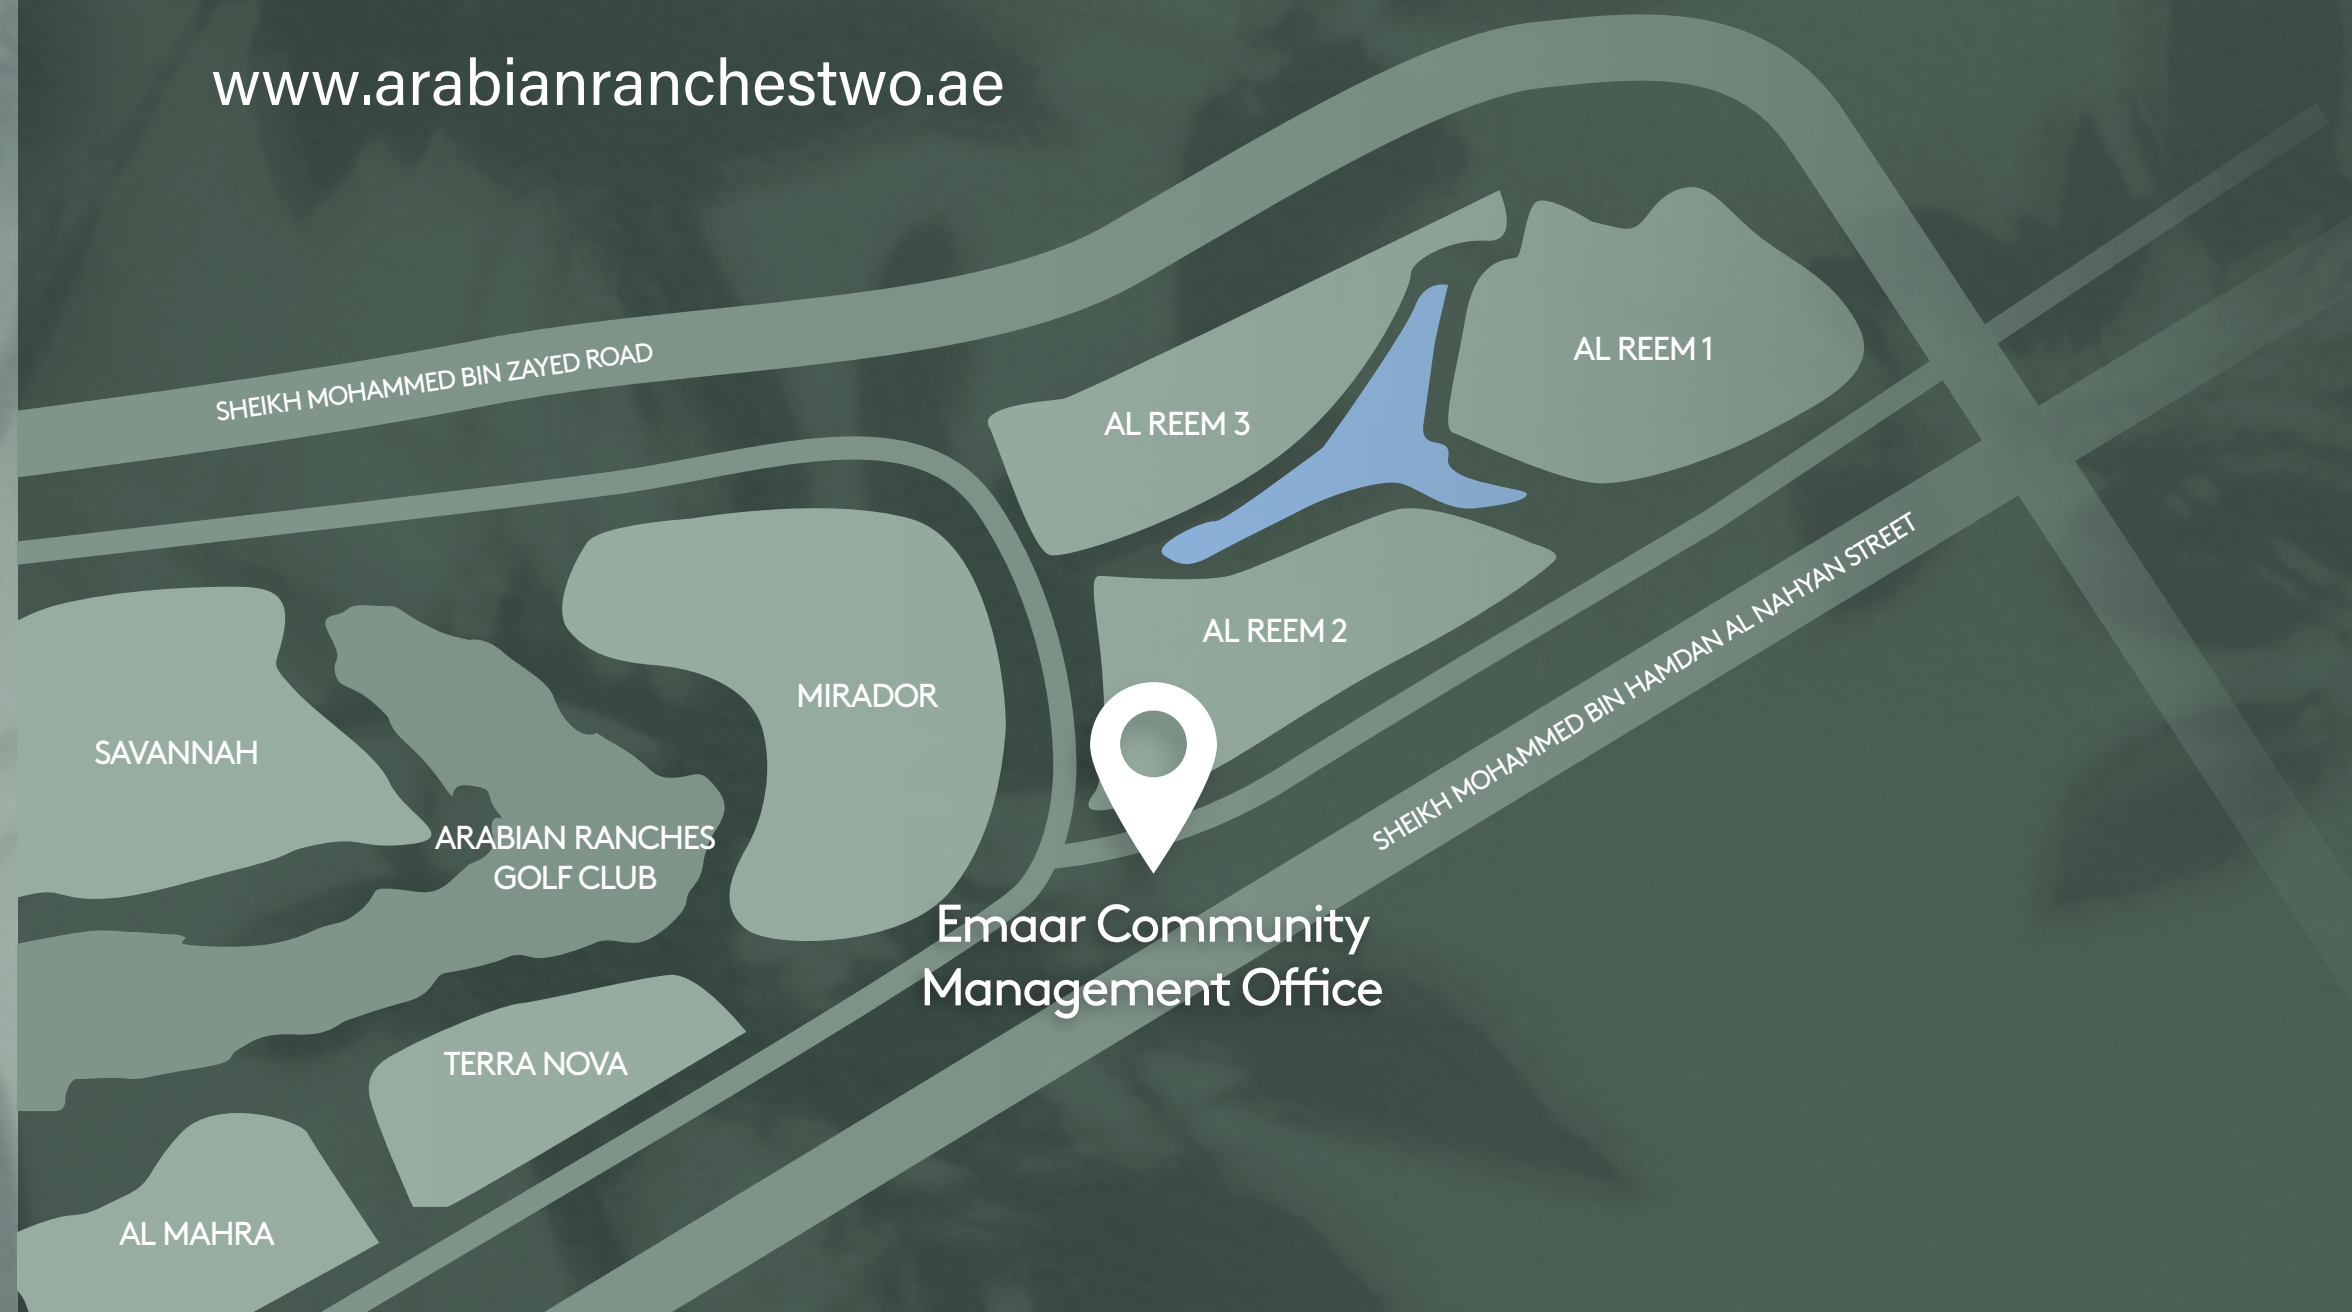 www.arabianranchestwo.ae
SHEIKH MOHAMMED BIN ZAYED ROAD
AL REEM 1
AL REEM 3
AL REEM 2
SHEIKH MOHAMMED BIN HAMDAN AL NAHYAN STREET
MIRADOR
SAVANNAH
ARABIAN RANCHES
GOLF CLUB
Emaar Community
Management Office
TERRA NOVA
AL MAHRA